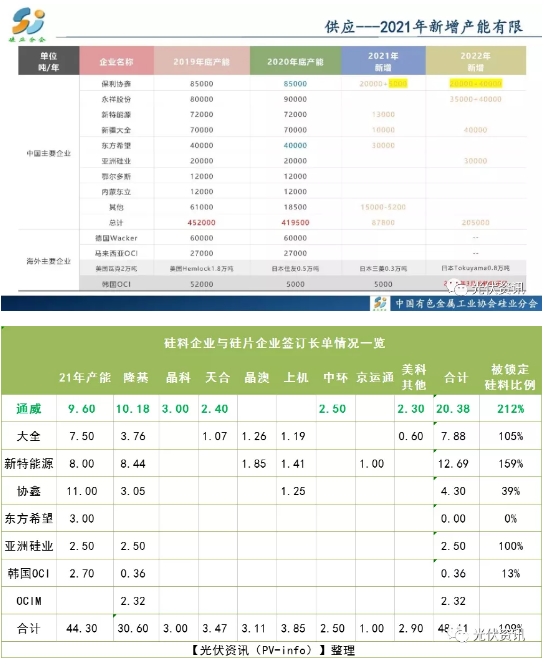 硅业分会
供应---2021年新增产能有限
单位 吨/年 企业名称 2019年底产能 2020年底产能 2021年新增 2022年新增
中国主要企业
保利协鑫 85000 85000 20000+
永祥股份 80000 90000 35000+40000
新特能源 72000 72000 13000
新疆大全 70000 70000 40000
东方希望 40000 40000 30000
亚洲硅业 20000 20000 30000
鄂尔多斯 12000 12000
内蒙东立 12000 12000
其他 61000 18500 15000-5200
总计 452000 419500 67800
海外主要企业
德国Wacker 60000 60000 --
马来西亚OCI 27000 27000 --
美国Hemlock1.8万吨 日本住友0.5万吨 日本三菱0.3万吨 日本Tokuyama0.8万吨
韩国OCI 52000 5000 5000
光伏资讯
中国有色金属工业协会硅业分会
硅料企业与硅片企业签订长单情况一览
21年产能 隆基 晶科 天合 晶澳 上机 中环 京运通 美科其他 合计 被锁定硅料比例
通威 9.60 10.18 3.00 2.40 2.50 2.30 20.38 212%
大全 7.50 3.76 1.07 1.26 1.19 0.60 7.88 105%
新特能源 8.00 8.44 1.85 1.41 1.00 12.69 159%
协鑫 11.00 3.05 1.25 4.30 39%
东方希望 3.00 0.00 0%
亚洲硅业 2.50 2.50 2.50 100%
韩国OCI 2.70 0.36 0.36 13%
OCIM 2.32 2.32
合计 44.30 30.60 3.00 3.47 3.11 3.85 2.50 1.00 2.90 109%
光伏资讯
【光伏资讯（PV-info）】整理